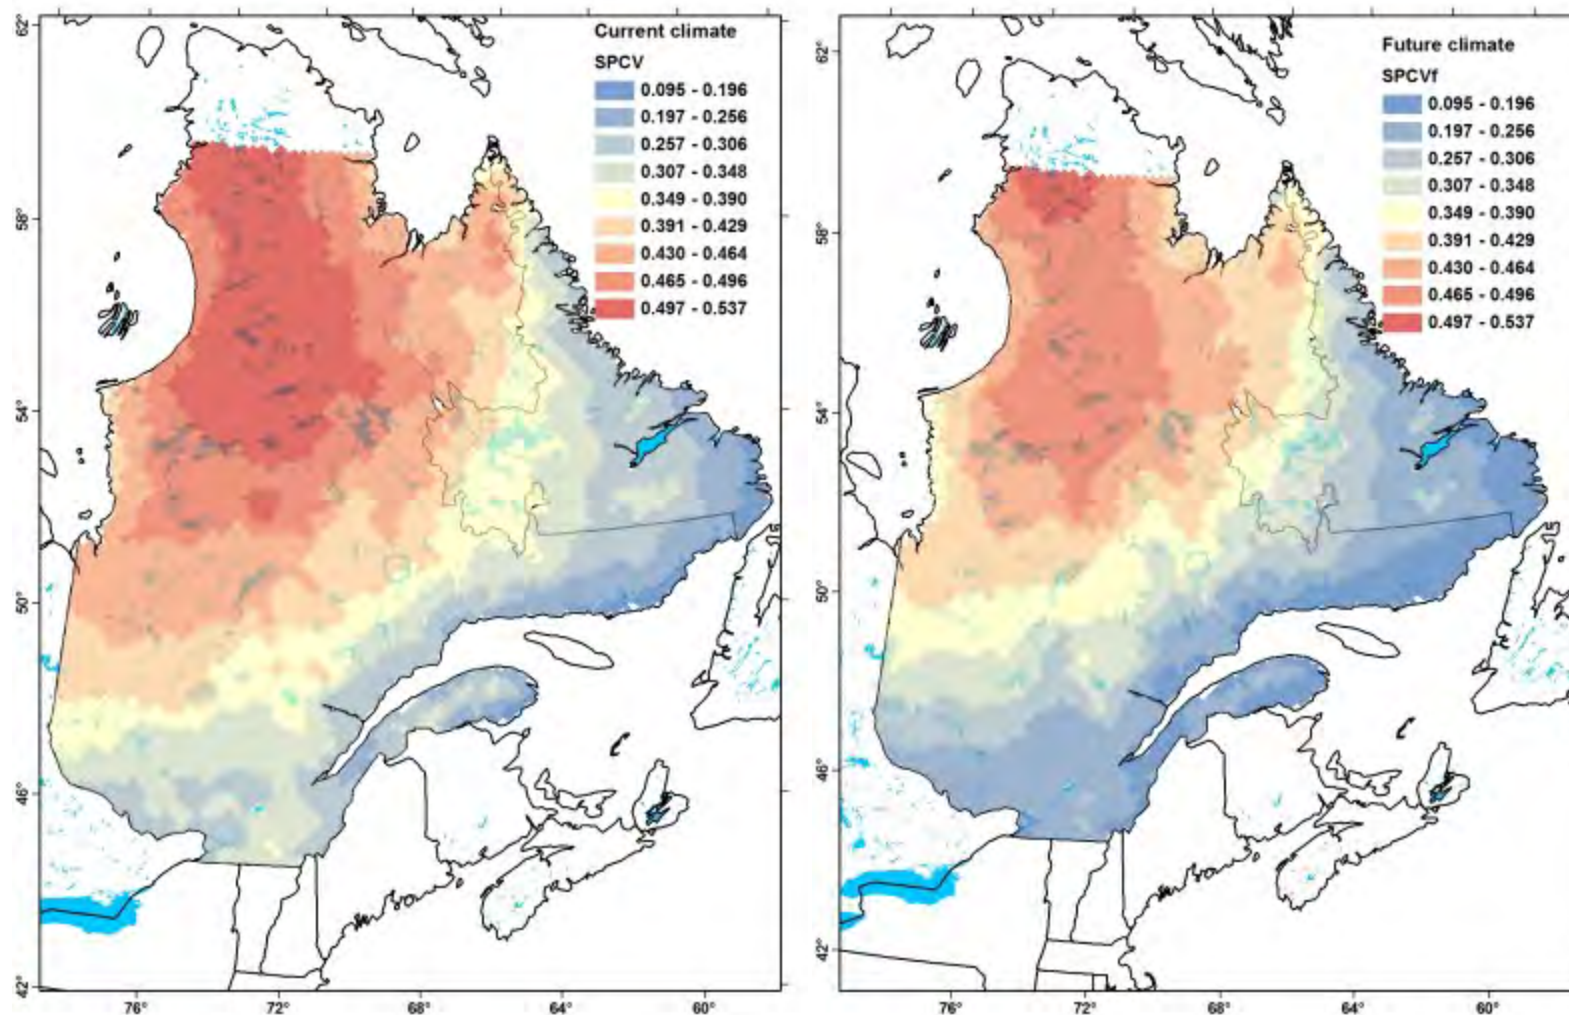 Current climate
SPCV
0.095 - 0.196
0.197 - 0.256
0.257 - 0.306
0.307 - 0.348
0.349 - 0.390
0.391 - 0.429
0.430 - 0.464
0.465 - 0.496
0.497 - 0.537
62°
58°
54°
50°
46°
42°
76°
72°
68°
64°
60°
Future climate
SPCVf
0.095 - 0.196
0.197 - 0.256
0.257 - 0.306
0.307 - 0.348
0.349 - 0.390
0.391 - 0.429
0.430 - 0.464
0.465 - 0.496
0.497 - 0.537
62°
58°
54°
50°
46°
42°
76°
72°
68°
64°
60°